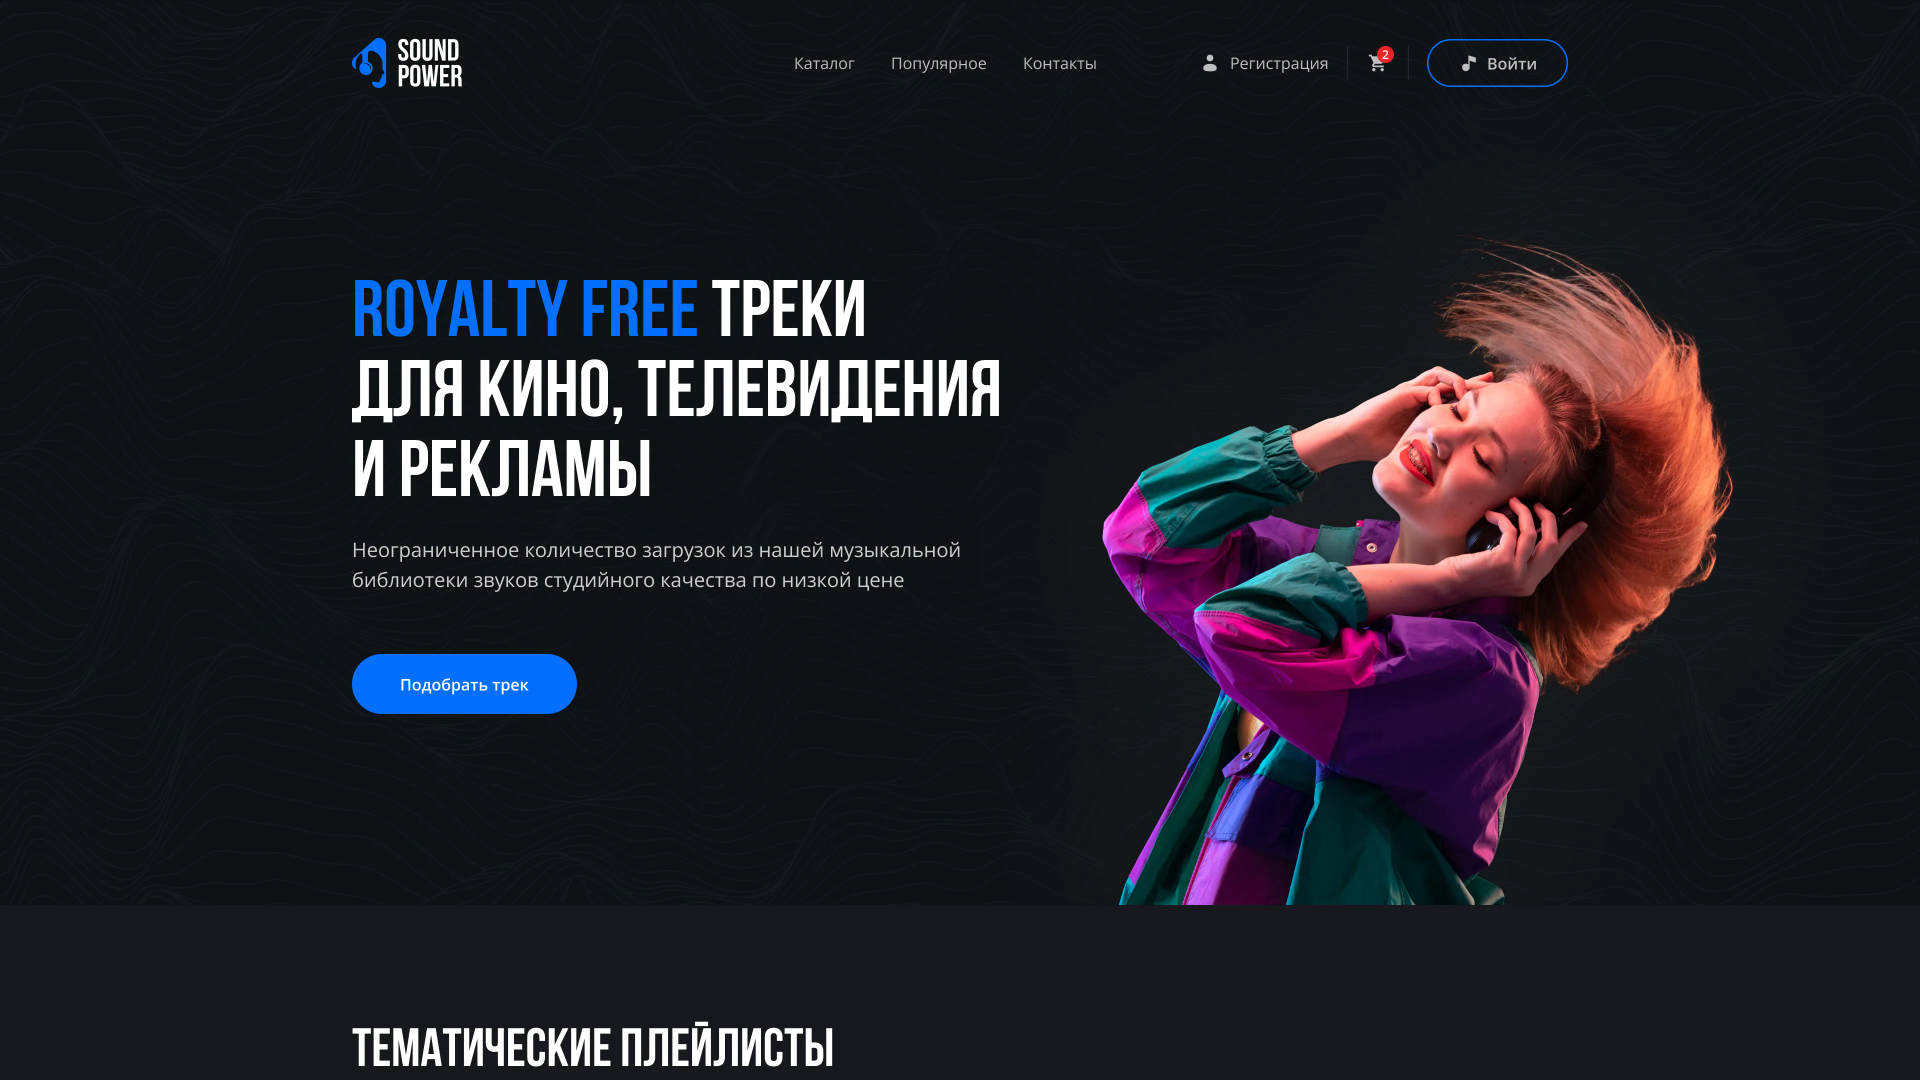 SOUND
POWER
Каталог
Популярное
Контакты
Регистрация
2
Войти
ROYALTY FREE ТРЕКИ
ДЛЯ КИНО, ТЕЛЕВИДЕНИЯ
И РЕКЛАМЫ
Неограниченное количество загрузок из нашей музыкальной
библиотеки звуков студийного качества по низкой цене
Подобрать трек
ТЕМАТИЧЕСКИЕ ПЛЕЙЛИСТЫ